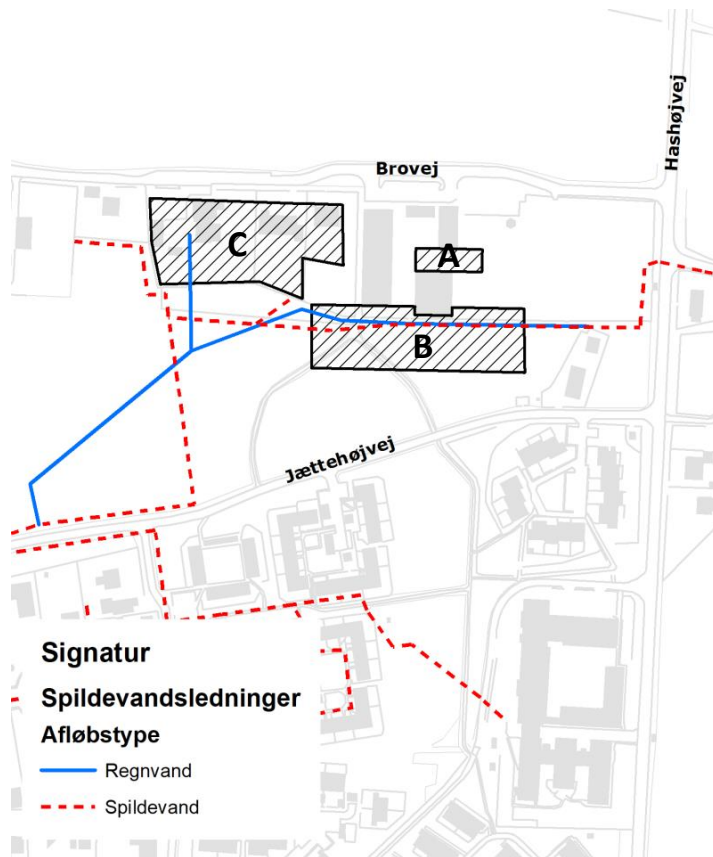 Brovej
Hashøjvej
C
A
B
Jættehøjvej
Signatur
Spildevandsledninger
Afløbstype
Regnvand
Spildevand